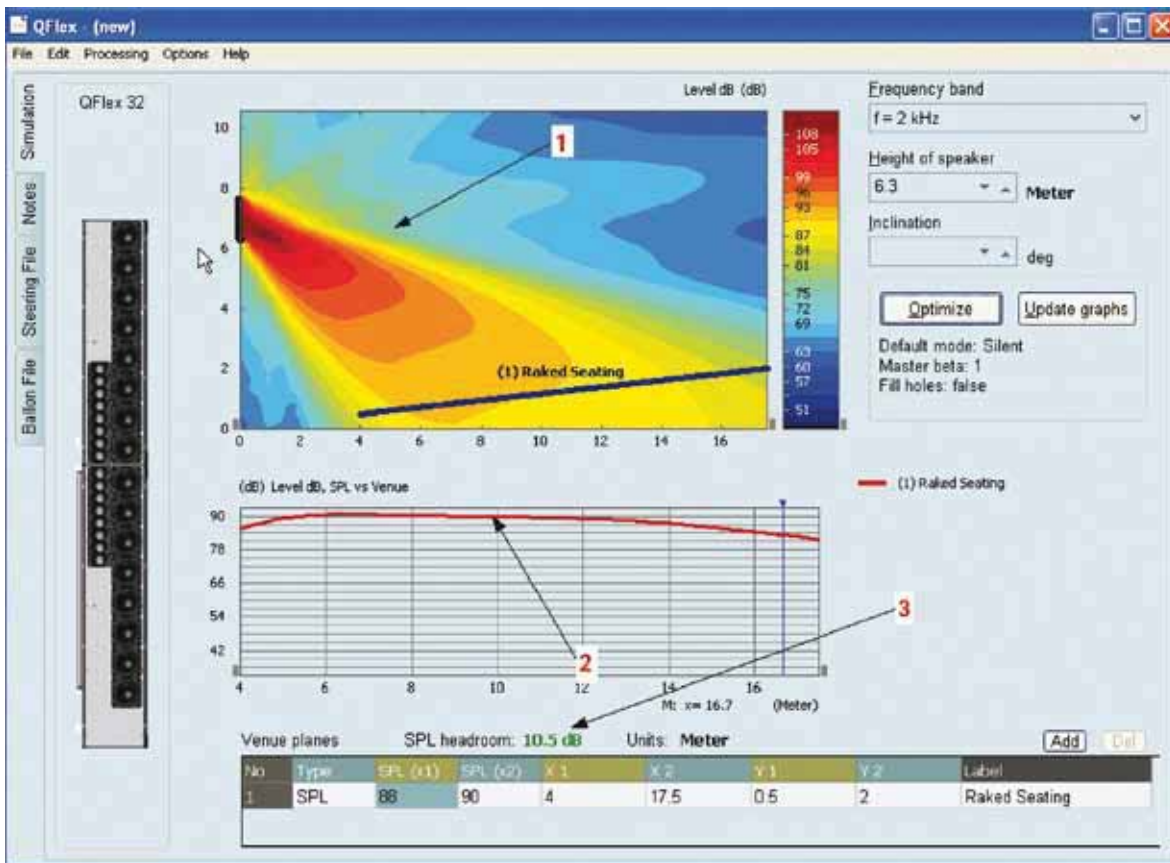 QFlex - (new)
File Edit Processing Options Help
Simulation
Notes
Steering File
Ballon File
QFlex 32
Level dB (dB)
10
8
6
4
2
0
0 2 4 6 8 10 12 14 16
1
(1) Raked Seating
108
105
99
96
93
87
84
81
75
72
69
63
60
57
51
Frequency band
f = 2 kHz
Height of speaker
6.3 Meter
Inclination
deg
Optimize Update graphs
Default mode: Silent
Master beta: 1
Fill holes: false
(dB) Level dB, SPL vs Venue
(1) Raked Seating
90
78
66
54
42
4 6 8 10 12 14 16
2
3
M: x= 16.7 (Meter)
Venue planes SPL headroom: 10.5 dB Units: Meter Add Del
No Type SPL (x1) SPL (x2) X 1 X 2 Y 1 Y 2 Label
1 SPL 88 90 4 17.5 0.5 2 Raked Seating